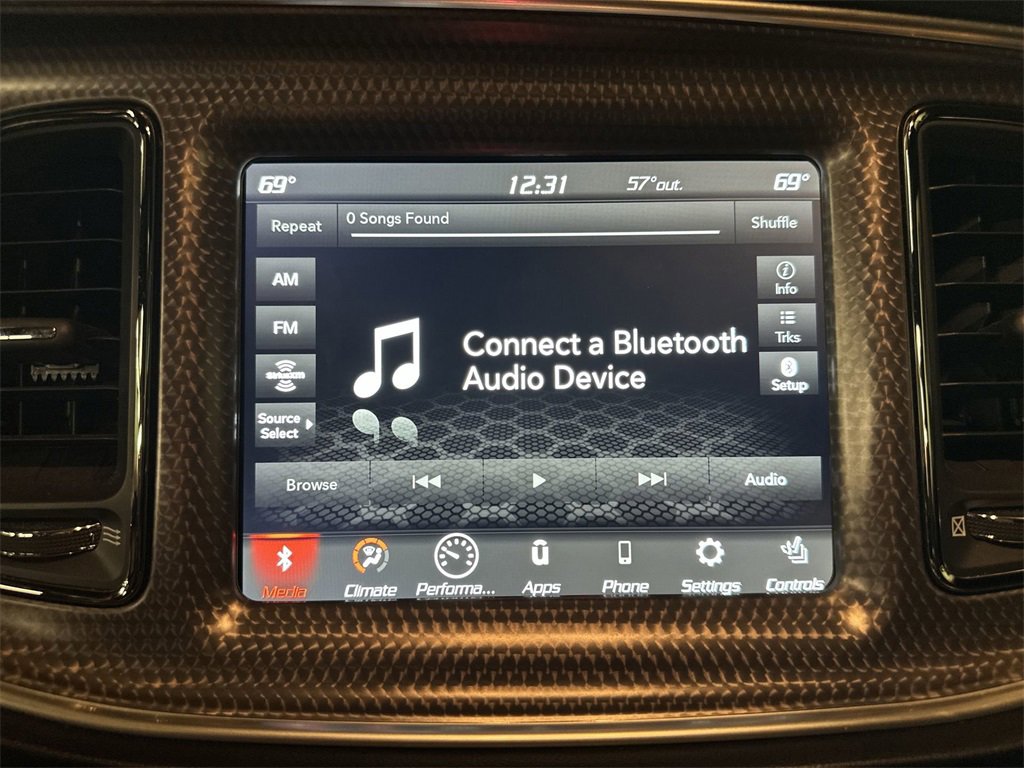 69°
12:31
57°out.
69°
Repeat
0 Songs Found
Shuffle
AM
FM
SiriusXM
Source
Select
Connect a Bluetooth
Audio Device
Info
Trks
Setup
Browse
Audio
Media
Climate
Performa...
Apps
Phone
Settings
Controls